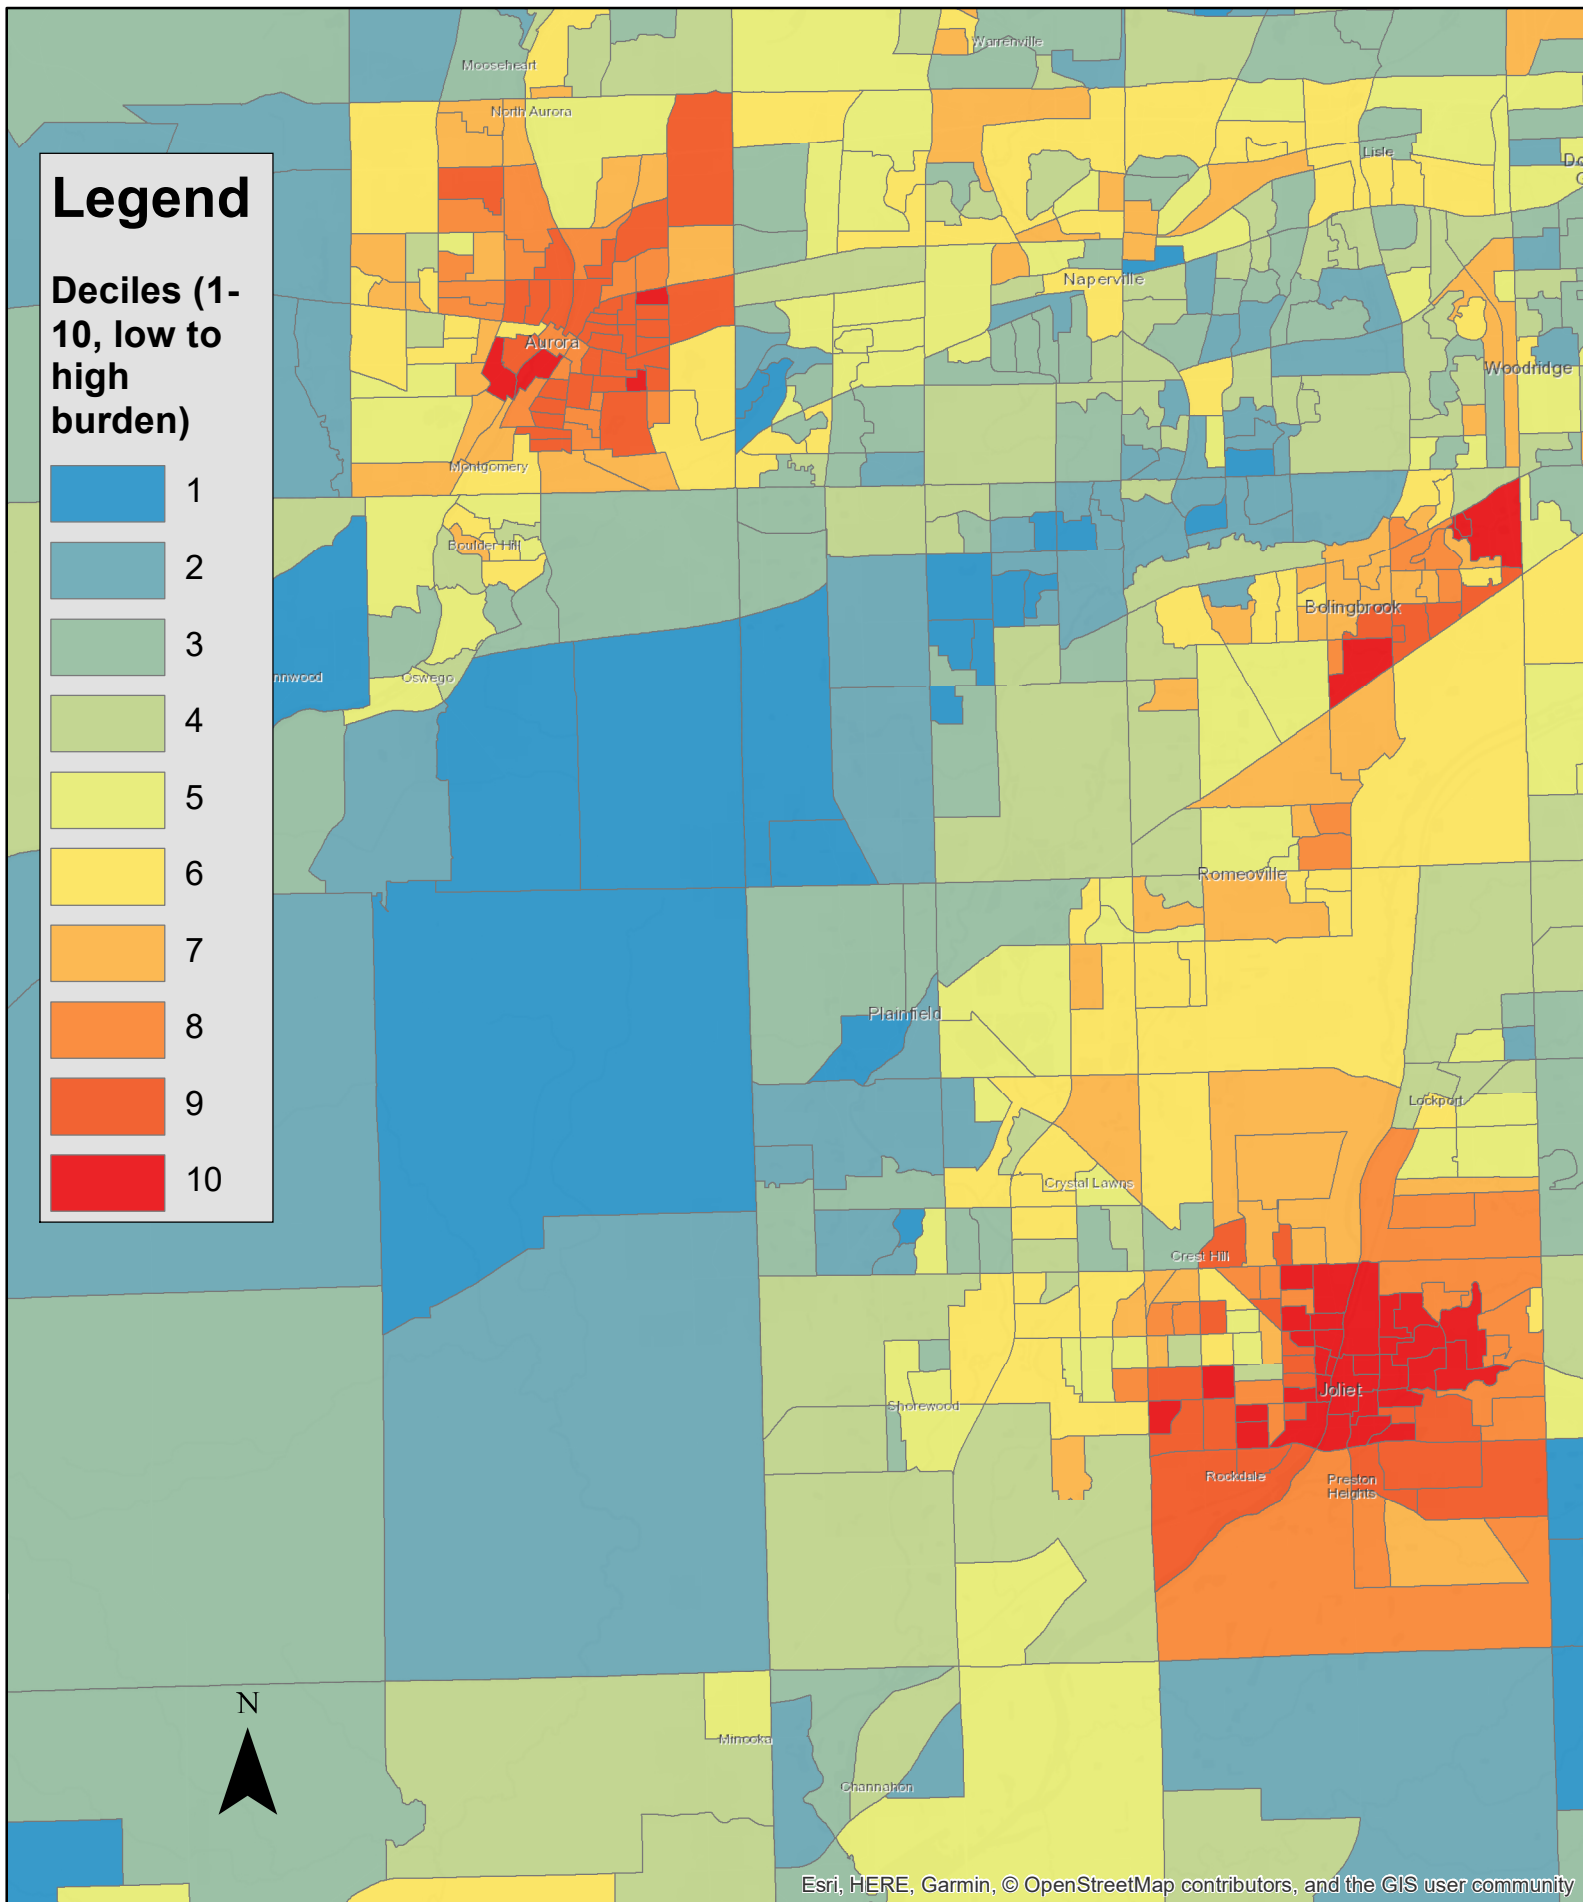 Legend
Deciles (1-
10, low to
high
burden)
1
2
3
4
5
6
7
8
9
10
Warrenville
Mooseheart
North Aurora
Lisle
Naperville
Aurora
Woodridge
Montgomery
Boulder Hill
Bolingbrook
nnwood
Oswego
Romeoville
Plainfield
Lockport
Crystal Lawns
Crest Hill
Joliet
Shorewood
Rockdale
Preston
Heights
N
Minooka
Channahon
Esri, HERE, Garmin, © OpenStreetMap contributors, and the GIS user community